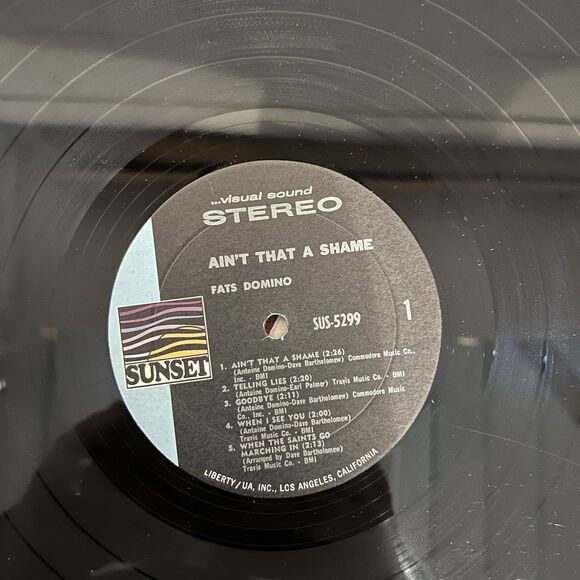 ...visual sound
STEREO
AIN'T THAT A SHAME
FATS DOMINO
SUS-5299
1
SUNSET
1. AIN'T THAT A SHAME (2:26)
(Antoine Domino-Dave Bartholomew) Commodore Music Co.,
Inc. - BMI
2. TELLING LIES (2:20)
(Antoine Domino-Earl Palmer) Travis Music Co. - BMI
3. GOODBYE (2:11)
(Antoine Domino-Dave Bartholomew) Commodore Music
Co., Inc. - BMI
4. WHEN I SEE YOU (2:00)
(Antoine Domino-Dave Bartholomew)
Travis Music Co. - BMI
5. WHEN THE SAINTS GO
MARCHING IN (2:13)
(Arranged by Dave Bartholomew)
Travis Music Co. - BMI
LIBERTY/UA, INC., LOS ANGELES, CALIFORNIA